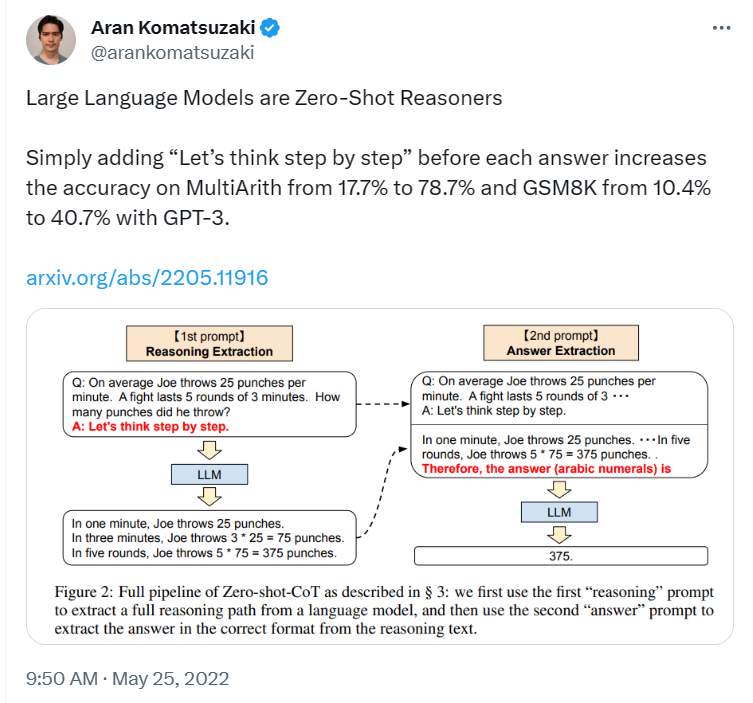 Aran Komatsuzaki
@arankomatsuzaki
Large Language Models are Zero-Shot Reasoners
Simply adding “Let’s think step by step” before each answer increases
the accuracy on MultiArith from 17.7% to 78.7% and GSM8K from 10.4%
to 40.7% with GPT-3.
arxiv.org/abs/2205.11916
【1st prompt】
Reasoning Extraction
Q: On average Joe throws 25 punches per
minute. A fight lasts 5 rounds of 3 minutes. How
many punches did he throw?
A: Let's think step by step.
LLM
In one minute, Joe throws 25 punches.
In three minutes, Joe throws 3 * 25 = 75 punches.
In five rounds, Joe throws 5 * 75 = 375 punches.
【2nd prompt】
Answer Extraction
Q: On average Joe throws 25 punches per
minute. A fight lasts 5 rounds of 3 ···
A: Let's think step by step.
In one minute, Joe throws 25 punches. ···In five
rounds, Joe throws 5 * 75 = 375 punches. .
Therefore, the answer (arabic numerals) is
LLM
375.
Figure 2: Full pipeline of Zero-shot-CoT as described in § 3: we first use the first “reasoning” prompt
to extract a full reasoning path from a language model, and then use the second “answer” prompt to
extract the answer in the correct format from the reasoning text.
9:50 AM · May 25, 2022